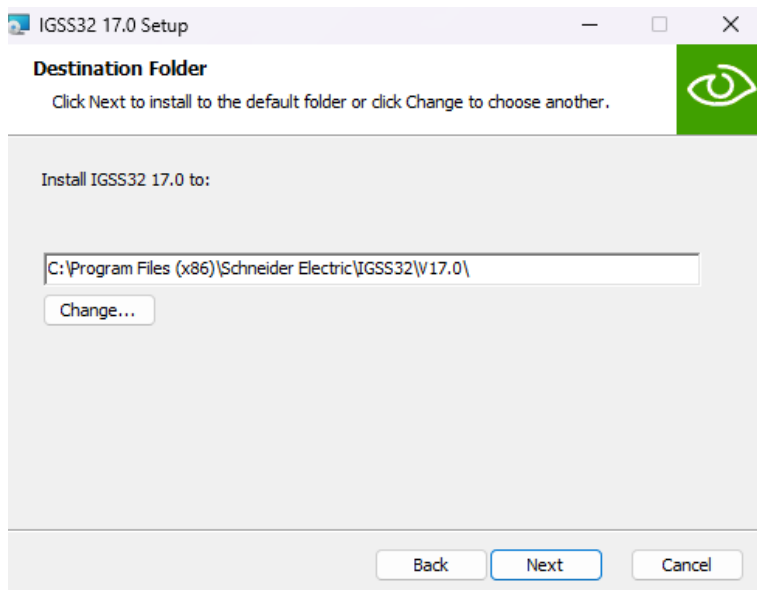 IGSS32 17.0 Setup
Destination Folder
Click Next to install to the default folder or click Change to choose another.
Install IGSS32 17.0 to:
C:\Program Files (x86)\Schneider Electric\IGSS32\V17.0\
Change...
Back Next Cancel